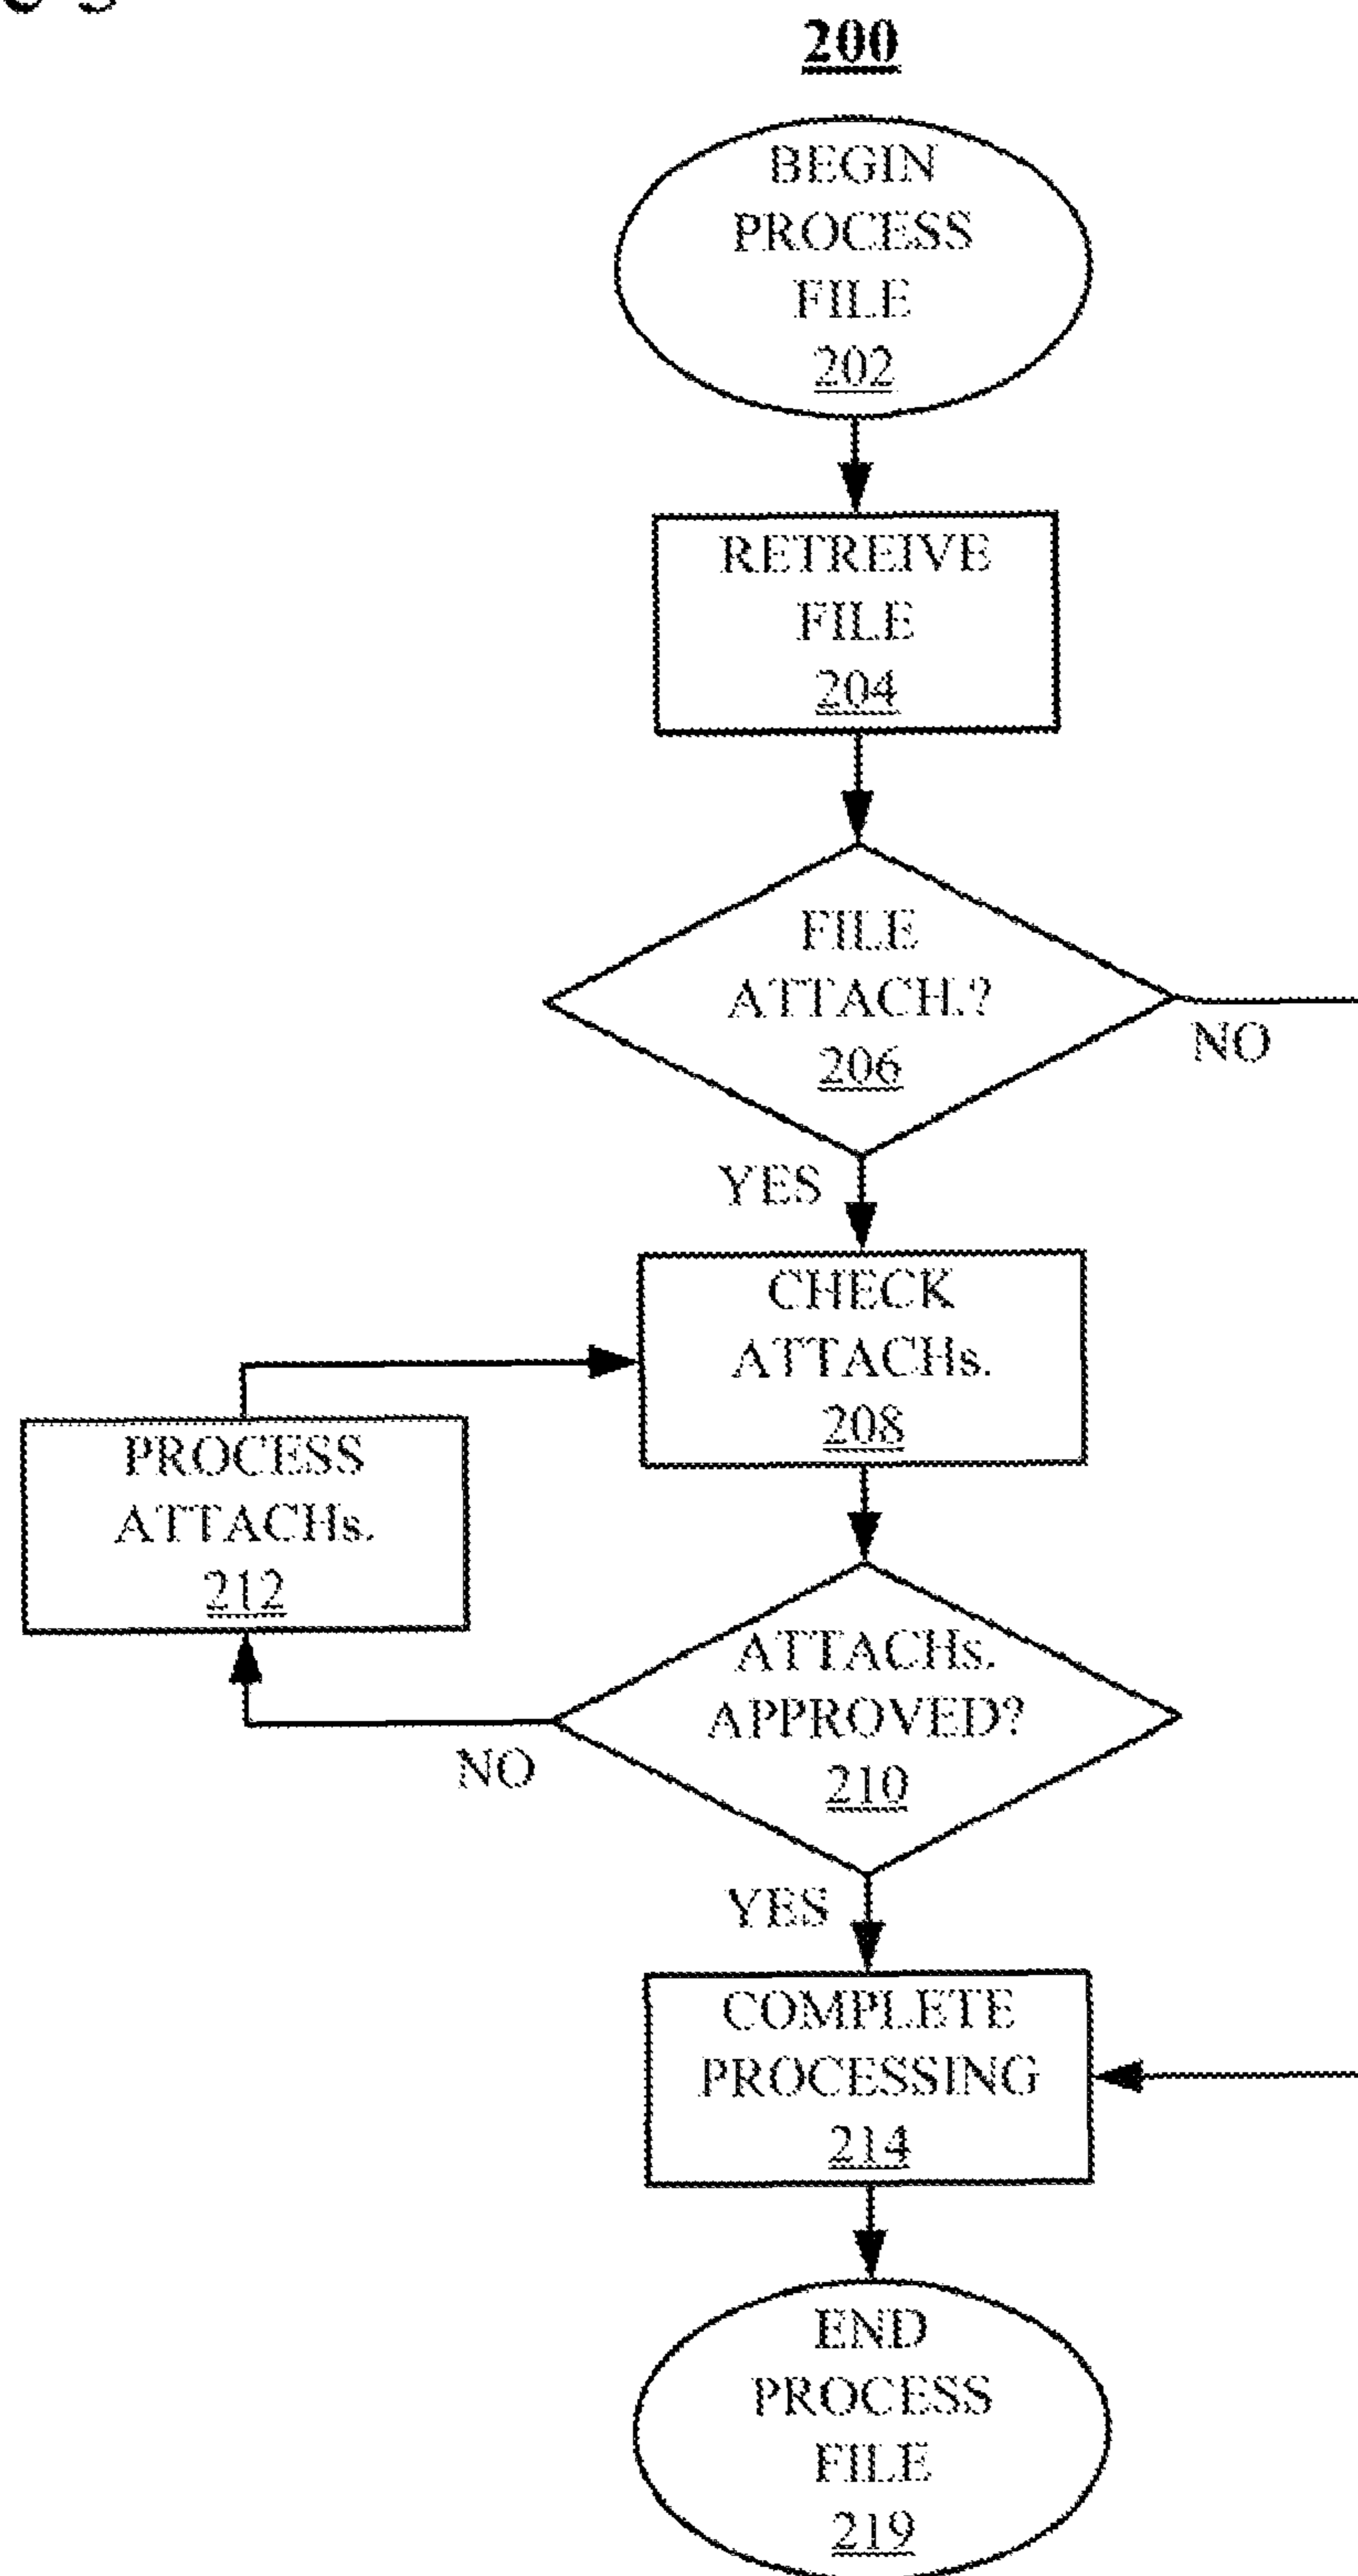 200
BEGIN
PROCESS
FILE
202
RETREIVE
FILE
204
FILE
ATTACH.?
206
NO
YES
CHECK
ATTACHs.
208
PROCESS
ATTACHs.
212
ATTACHs.
APPROVED?
210
NO
YES
COMPLETE
PROCESSING
214
END
PROCESS
FILE
219